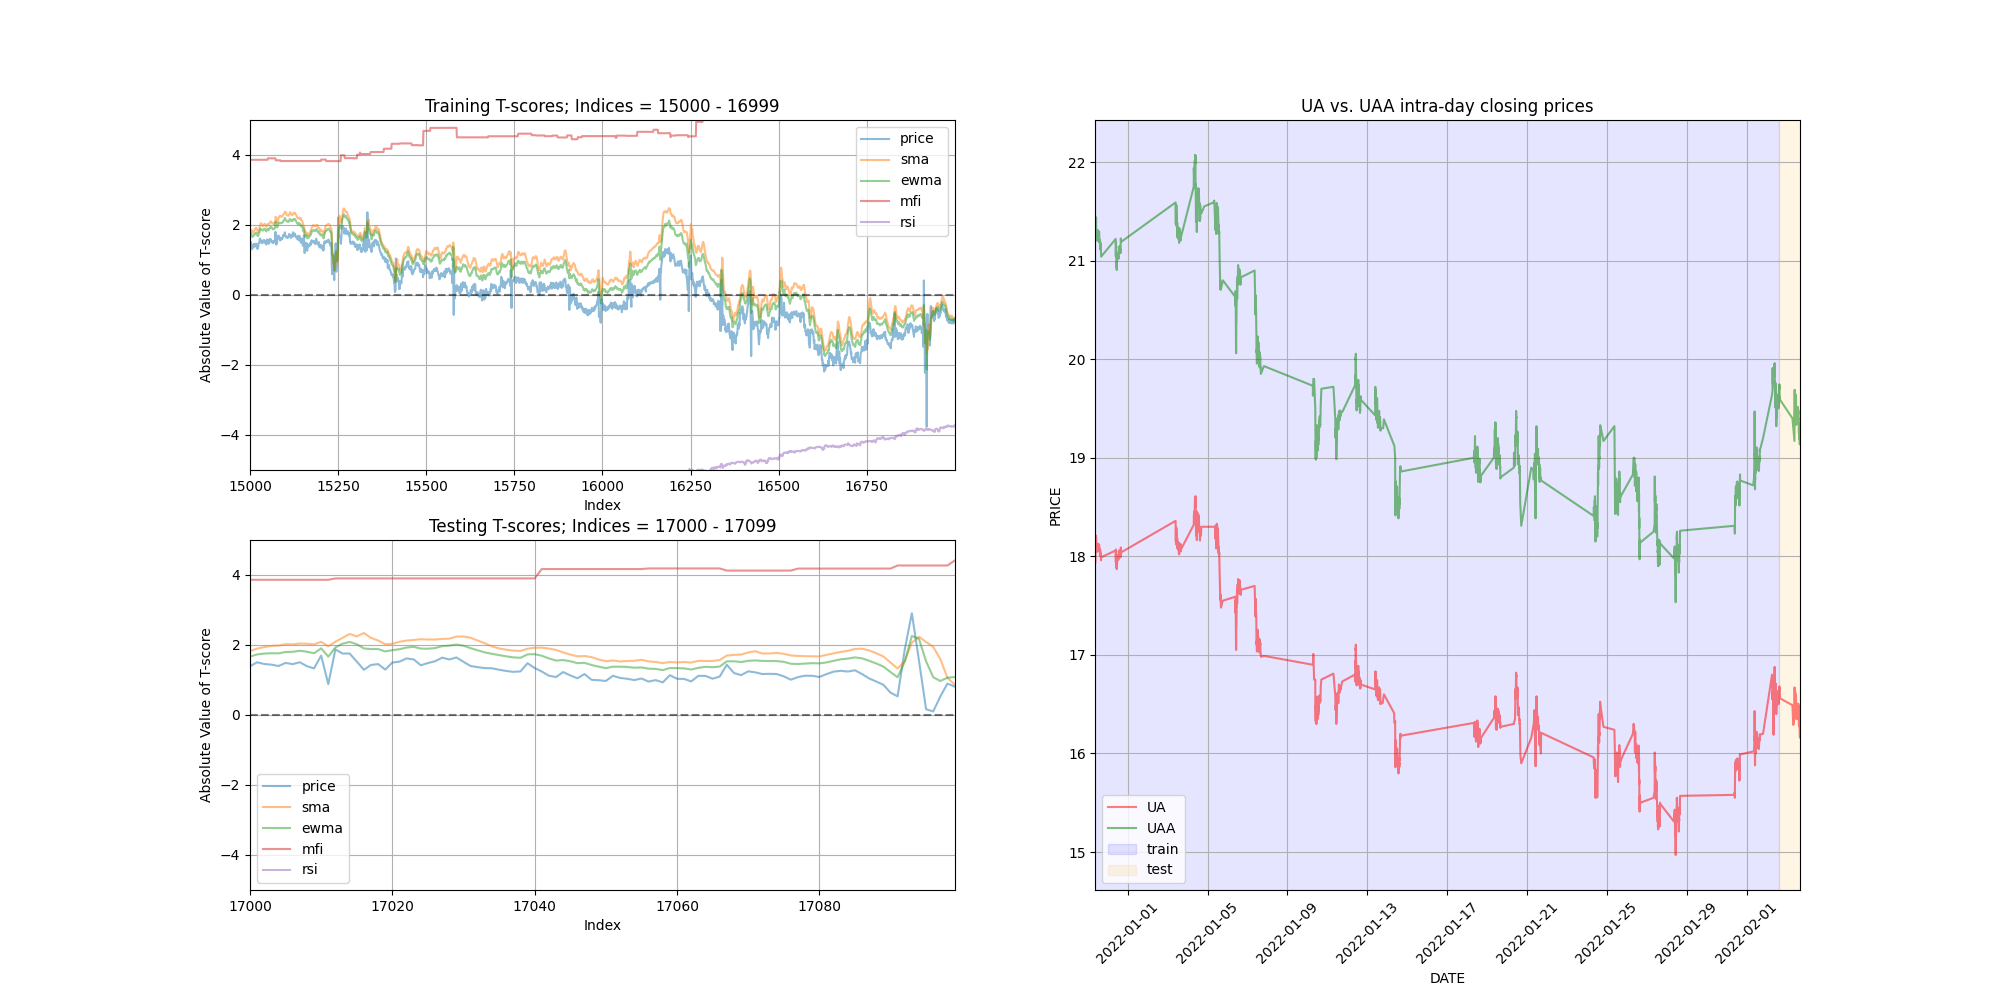 Training T-scores; Indices = 15000 - 16999
Absolute Value of T-score
4
2
0
−2
−4
price
sma
ewma
mfi
rsi
15000 15250 15500 15750 16000 16250 16500 16750
Index
Testing T-scores; Indices = 17000 - 17099
Absolute Value of T-score
4
2
0
−2
−4
price
sma
ewma
mfi
rsi
17000 17020 17040 17060 17080
Index
UA vs. UAA intra-day closing prices
PRICE
22
21
20
19
18
17
16
15
UA
UAA
train
test
2022-01-01 2022-01-05 2022-01-09 2022-01-13 2022-01-17 2022-01-21 2022-01-25 2022-01-29 2022-02-01
DATE